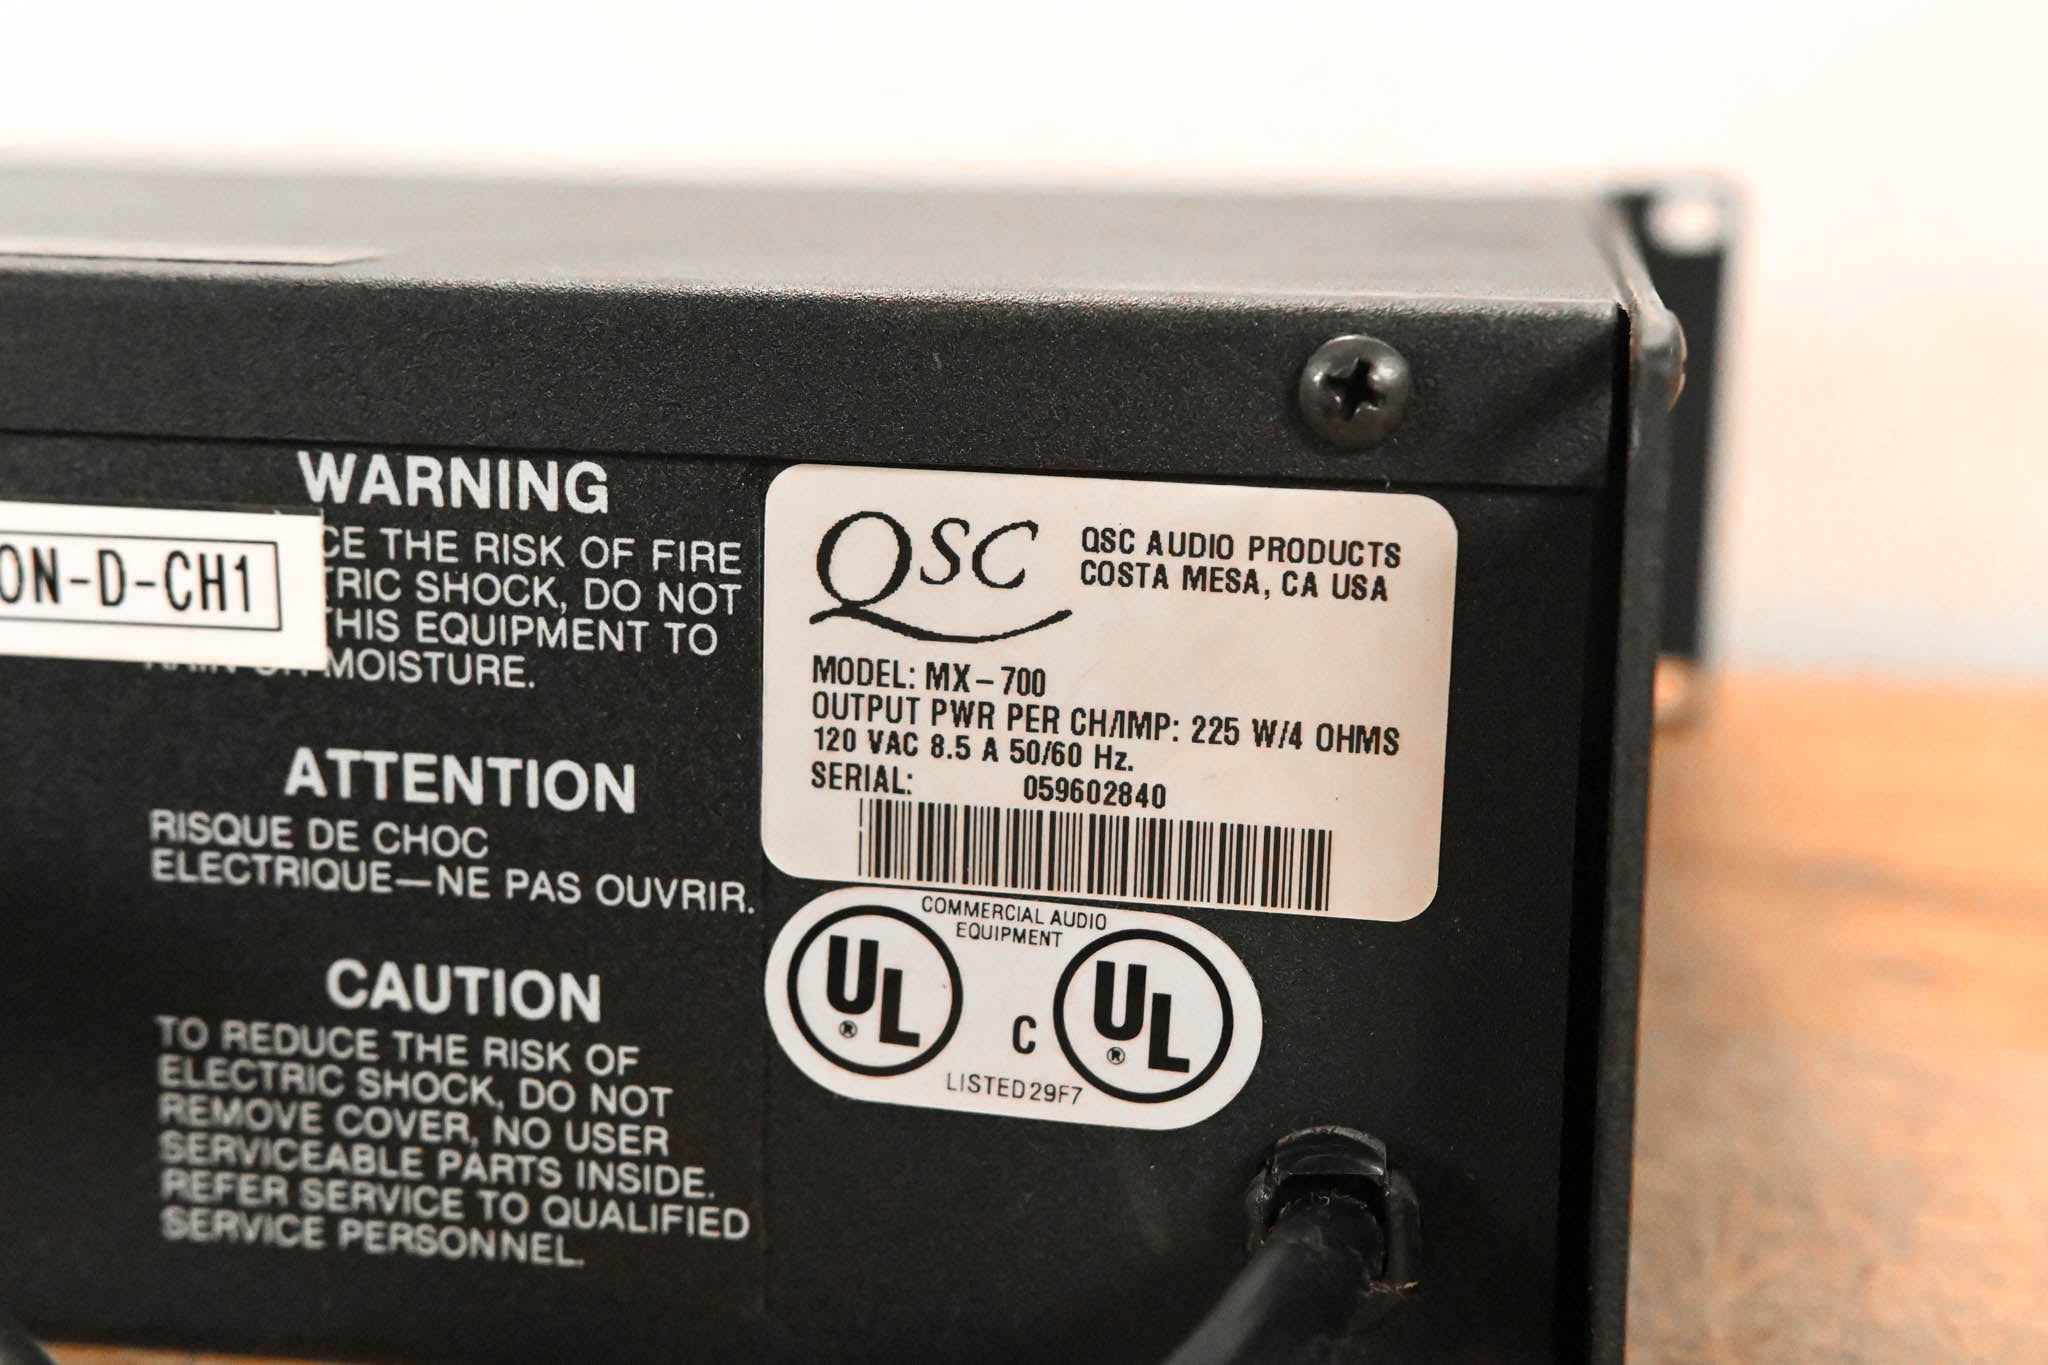 WARNING
CE THE RISK OF FIRE
TRIC SHOCK, DO NOT
THIS EQUIPMENT TO
MOISTURE.
ON-D-CH1
ATTENTION
RISQUE DE CHOC
ELECTRIQUE—NE PAS OUVRIR.
CAUTION
TO REDUCE THE RISK OF
ELECTRIC SHOCK, DO NOT
REMOVE COVER, NO USER
SERVICEABLE PARTS INSIDE.
REFER SERVICE TO QUALIFIED
SERVICE PERSONNEL.
QSC
QSC AUDIO PRODUCTS
COSTA MESA, CA USA
MODEL: MX-700
OUTPUT PWR PER CH/IMP: 225 W/4 OHMS
120 VAC 8.5 A 50/60 Hz.
SERIAL: 059602840
COMMERCIAL AUDIO
EQUIPMENT
UL ® C UL ®
LISTED 29F7